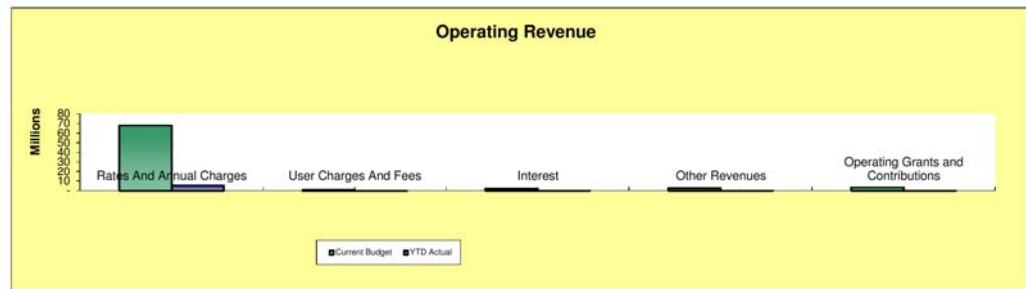 Operating Revenue
Millions
80
70
60
50
40
30
20
10
-
Rates And Annual Charges
User Charges And Fees
Interest
Other Revenues
Operating Grants and
Contributions
Current Budget YTD Actual